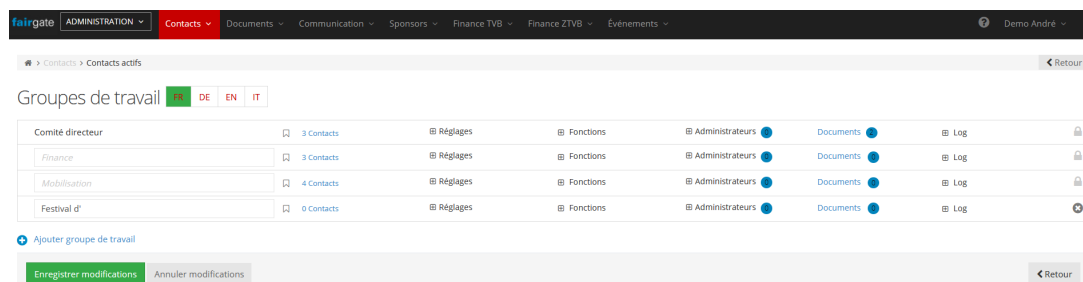 fairgate ADMINISTRATION Contacts Documents Communication Sponsors Finance TVB Finance ZTVB Événements Demo André
> Contacts > Contacts actifs Retour
Groupes de travail FR DE EN IT
Comité directeur 3 Contacts Réglages Fonctions Administrateurs 0 Documents 2 Log
Finance 3 Contacts Réglages Fonctions Administrateurs 0 Documents 0 Log
Mobilisation 4 Contacts Réglages Fonctions Administrateurs 0 Documents 0 Log
Festival d' 0 Contacts Réglages Fonctions Administrateurs 0 Documents 0 Log
Ajouter groupe de travail
Enregistrer modifications Annuler modifications Retour